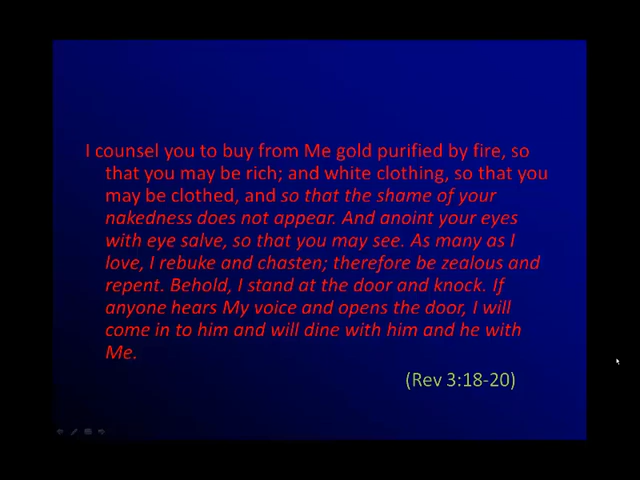 I counsel you to buy from Me gold purified by fire, so
that you may be rich; and white clothing, so that you
may be clothed, and so that the shame of your
nakedness does not appear. And anoint your eyes
with eye salve, so that you may see. As many as I
love, I rebuke and chasten; therefore be zealous and
repent. Behold, I stand at the door and knock. If
anyone hears My voice and opens the door, I will
come in to him and will dine with him and he with
Me.
(Rev 3:18-20)